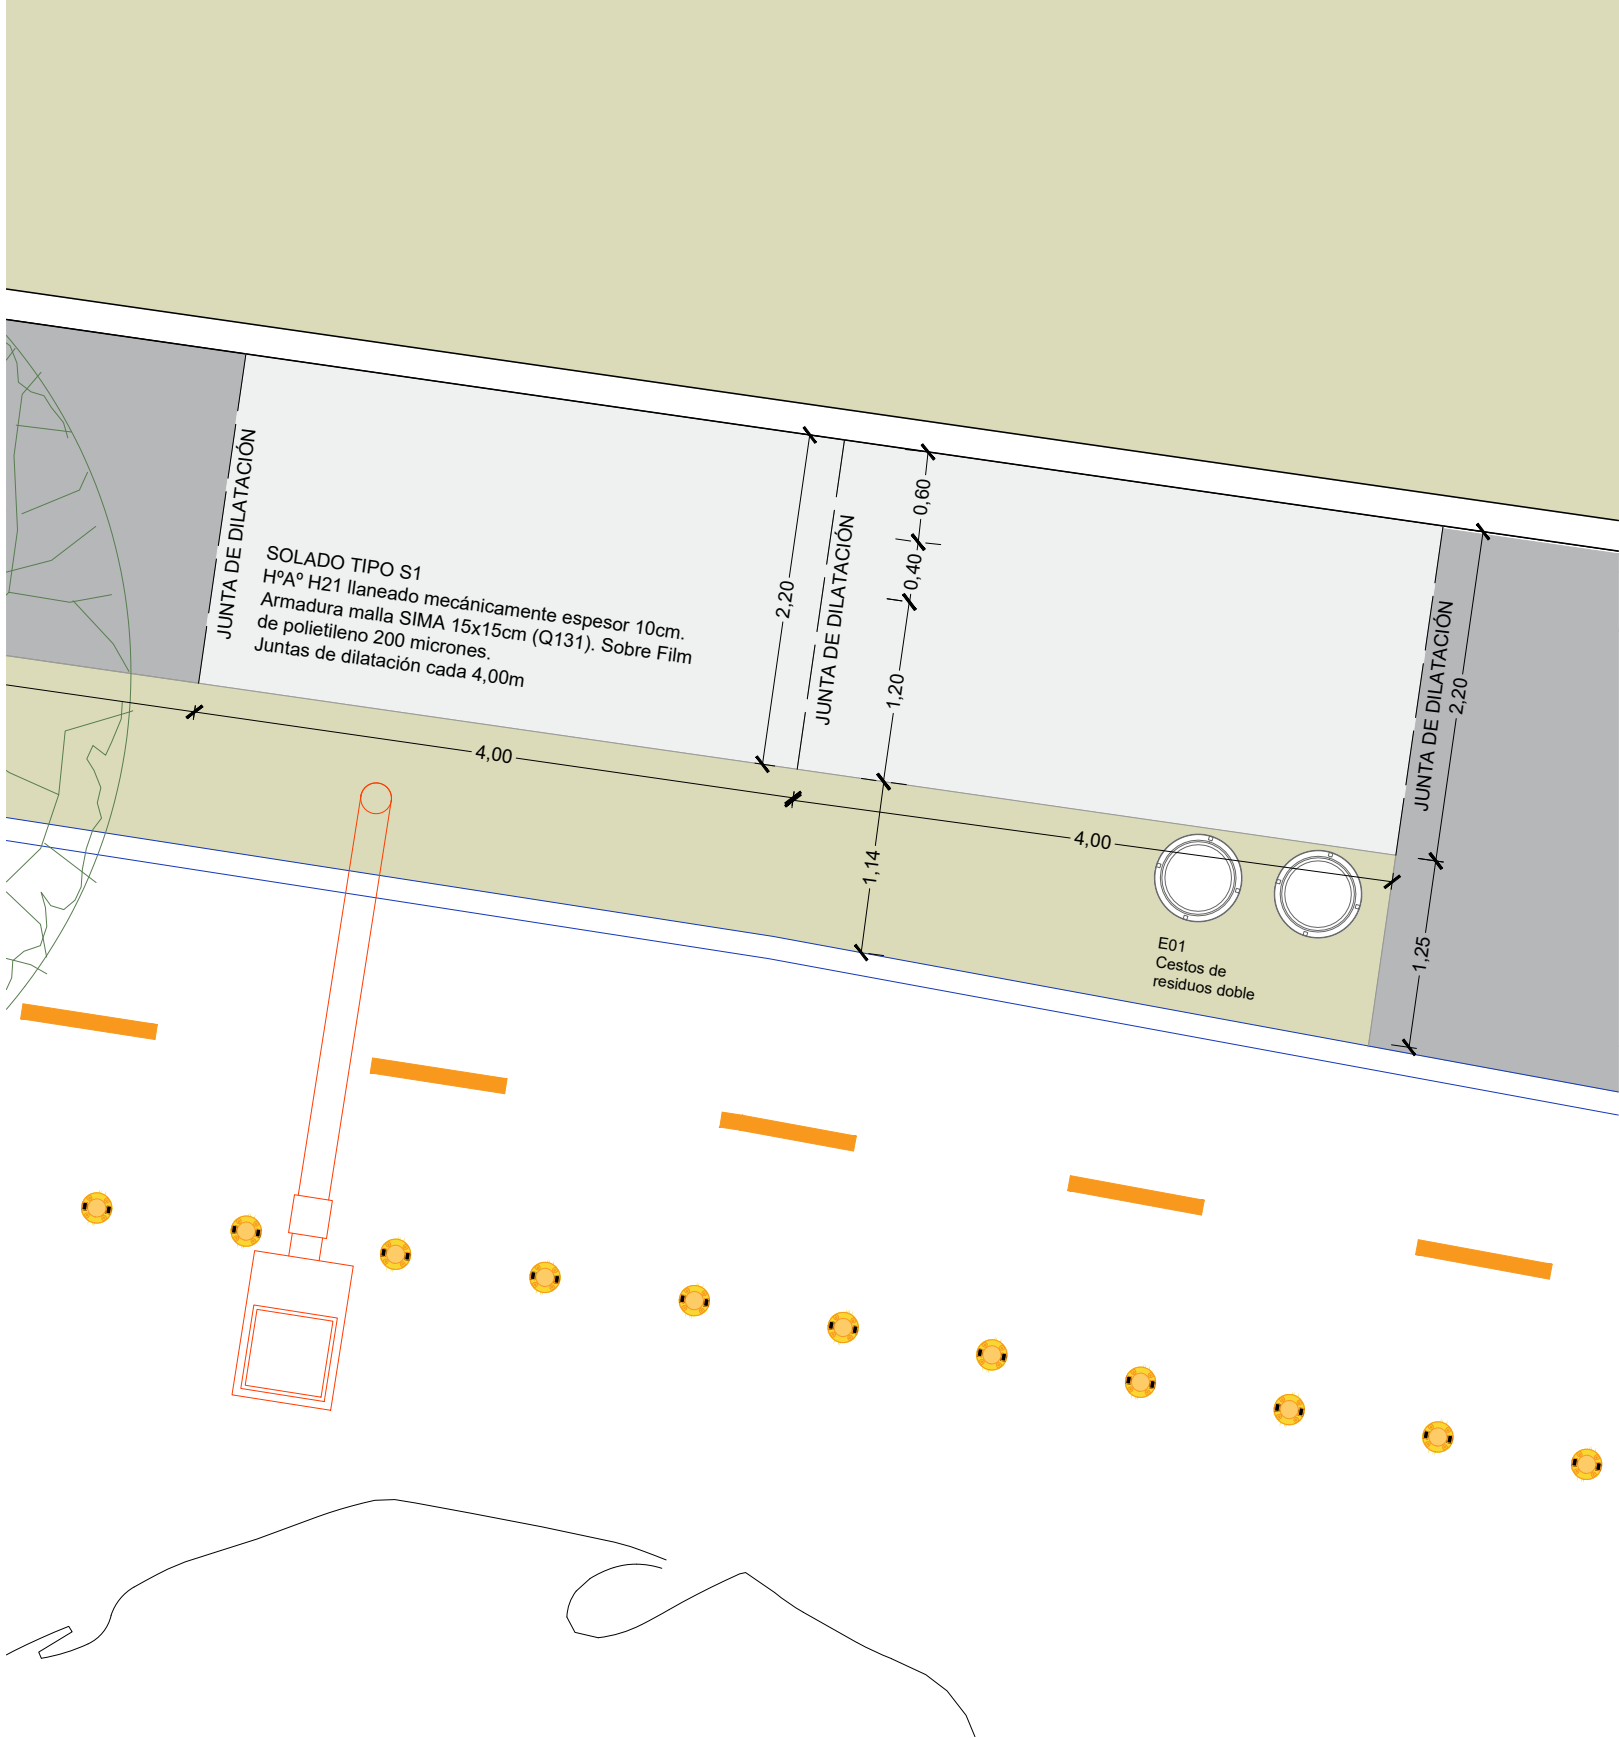 JUNTA DE DILATACIÓN
SOLADO TIPO S1
HºAº H21 llaneado mecánicamente espesor 10cm.
Armadura malla SIMA 15x15cm (Q131). Sobre Film
de polietileno 200 micrones.
Juntas de dilatación cada 4,00m
2,20
JUNTA DE DILATACIÓN
0,60
0,40
1,20
JUNTA DE DILATACIÓN
2,20
4,00
4,00
1,14
1,25
E01
Cestos de
residuos doble